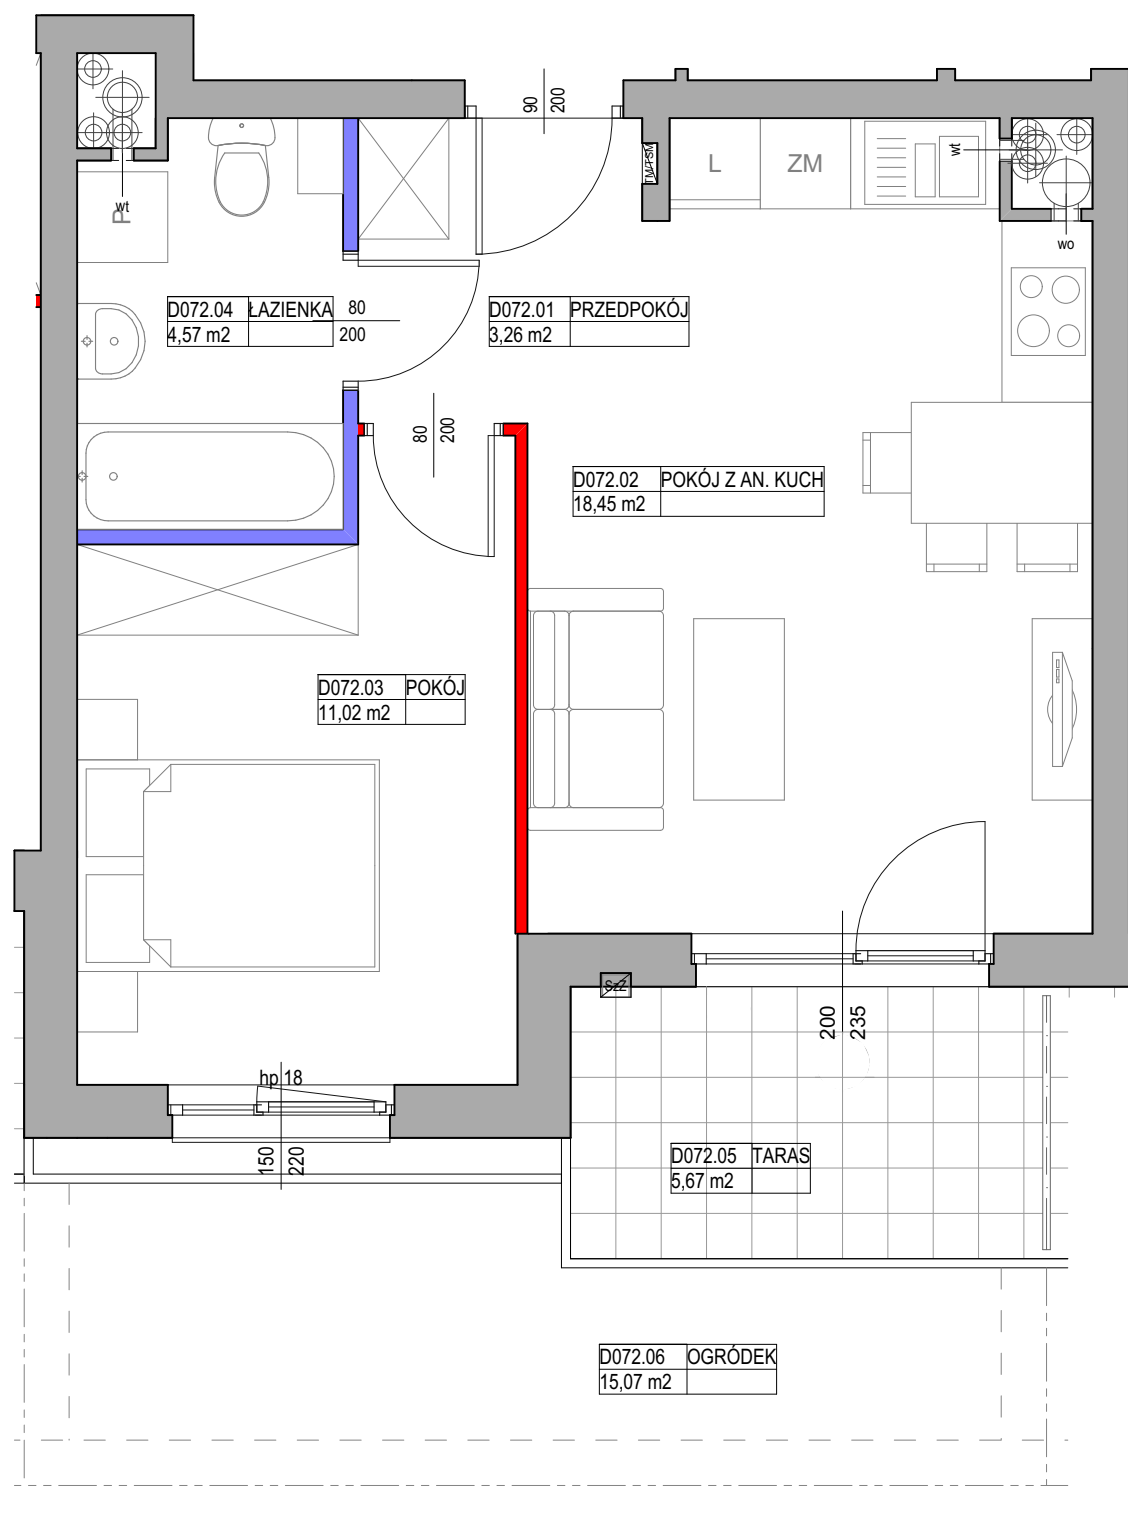 90
200
TM/TSM
L
ZM
wt
wt
P
wo
D072.04 ŁAZIENKA
4,57 m2
80
200
D072.01 PRZEDPOKÓJ
3,26 m2
80
200
D072.02 POKÓJ Z AN. KUCH
18,45 m2
D072.03 POKÓJ
11,02 m2
SzZ
200
235
hp 18
150
220
D072.05 TARAS
5,67 m2
D072.06 OGRÓDEK
15,07 m2